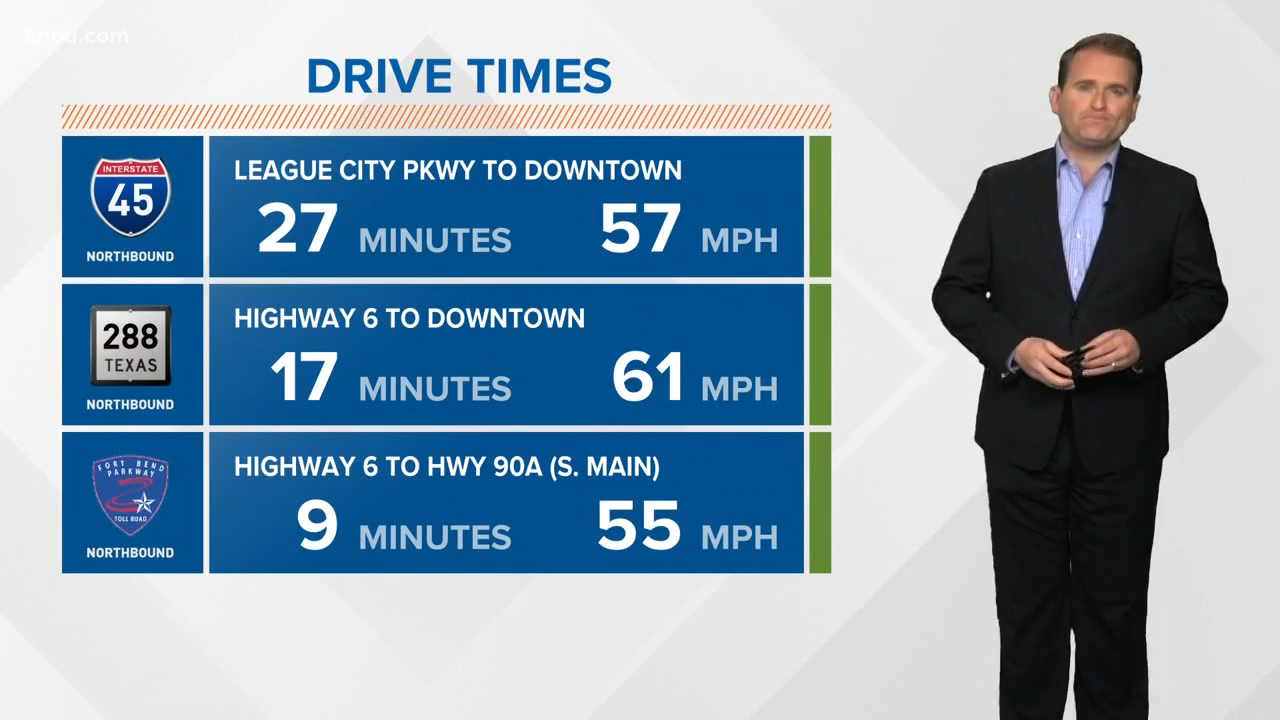 khou.com
DRIVE TIMES
INTERSTATE
45
NORTHBOUND
LEAGUE CITY PKWY TO DOWNTOWN
27 MINUTES 57 MPH
288
TEXAS
NORTHBOUND
HIGHWAY 6 TO DOWNTOWN
17 MINUTES 61 MPH
FORT BEND
PARKWAY
TOLL ROAD
NORTHBOUND
HIGHWAY 6 TO HWY 90A (S. MAIN)
9 MINUTES 55 MPH